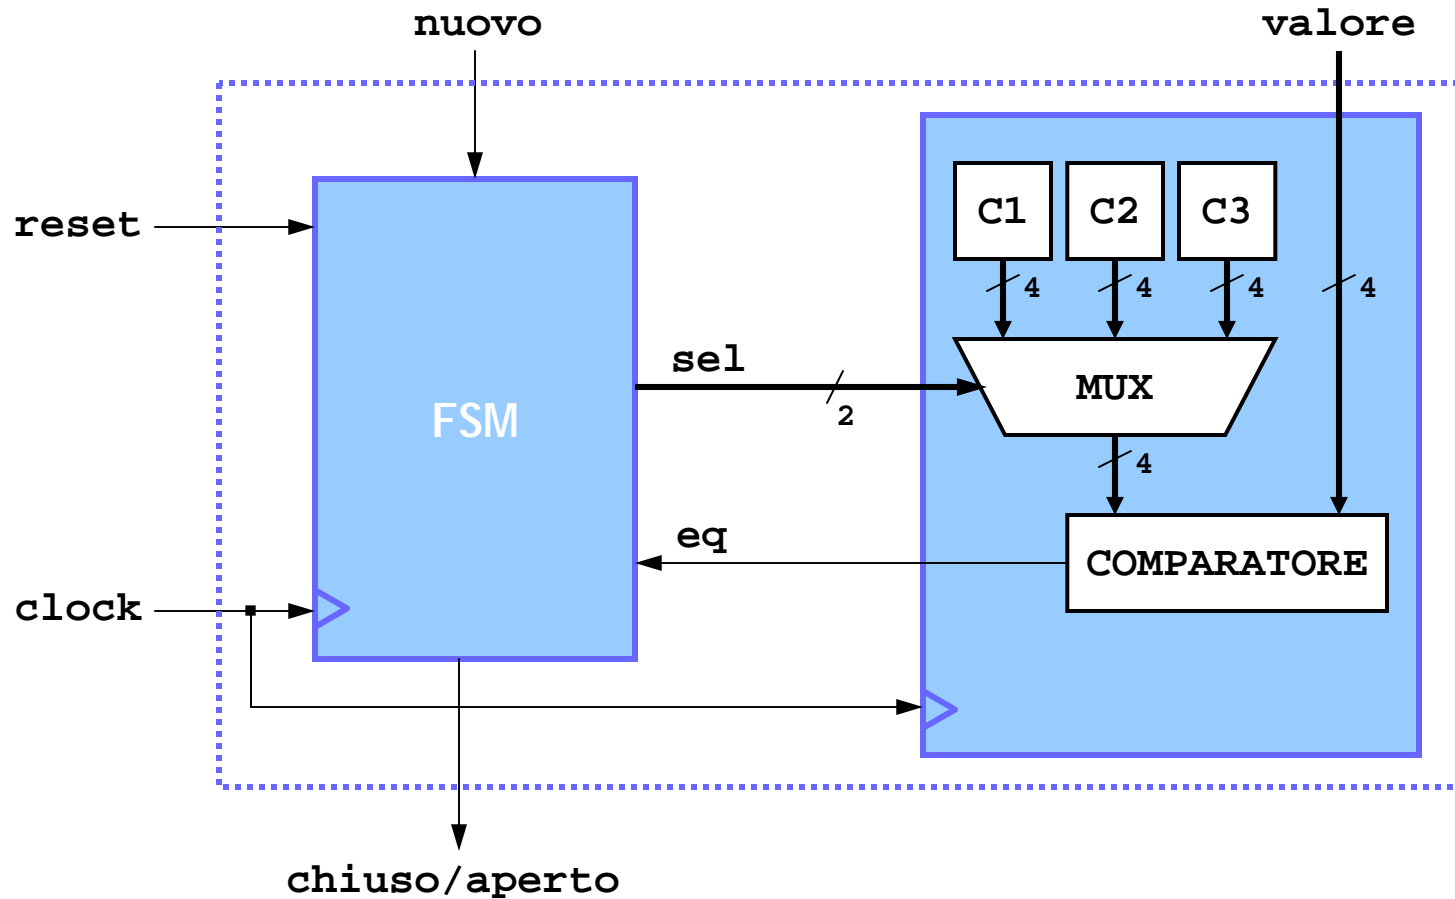 nuovo
valore
reset
C1
C2
C3
4
4
4
4
sel
2
MUX
FSM
4
eq
COMPARATORE
clock
chiuso/aperto